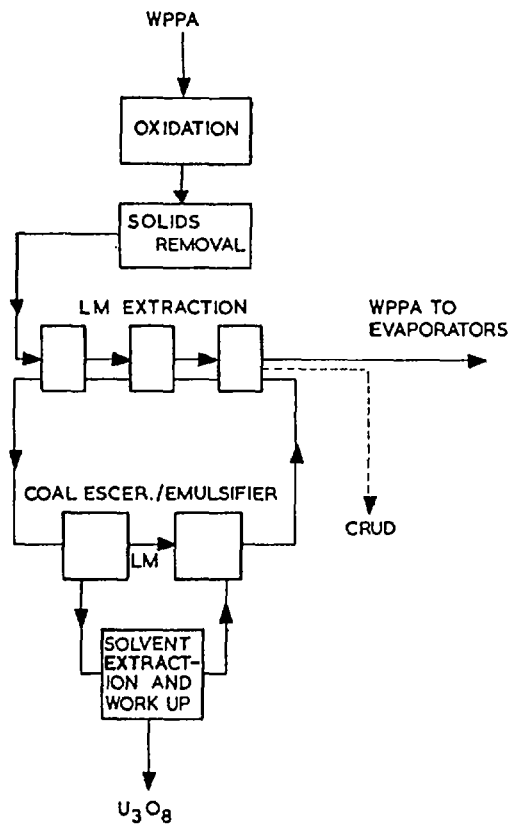 WPPA
OXIDATION
SOLIDS
REMOVAL
LM EXTRACTION
WPPA TO
EVAPORATORS
COAL ESCER./EMULSIFIER
LM
CRUD
SOLVENT
EXTRACT-
ION AND
WORK UP
U₃O₈